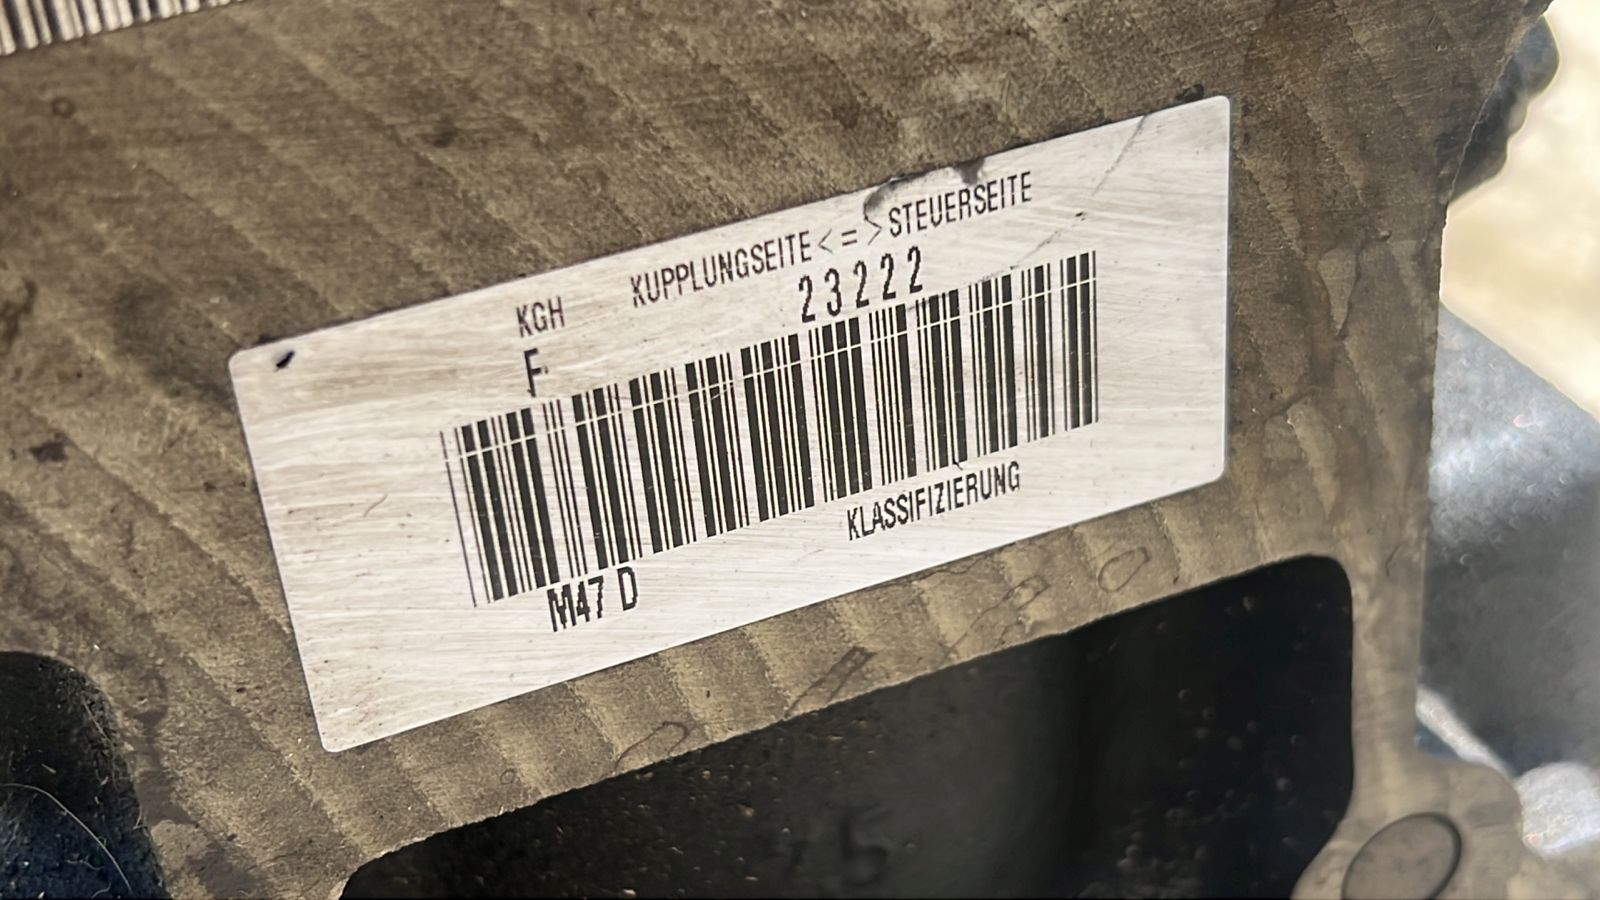 KGH KUPPLUNGSEITE<=>STEUERSEITE
F 23222
M47 D KLASSIFIZIERUNG